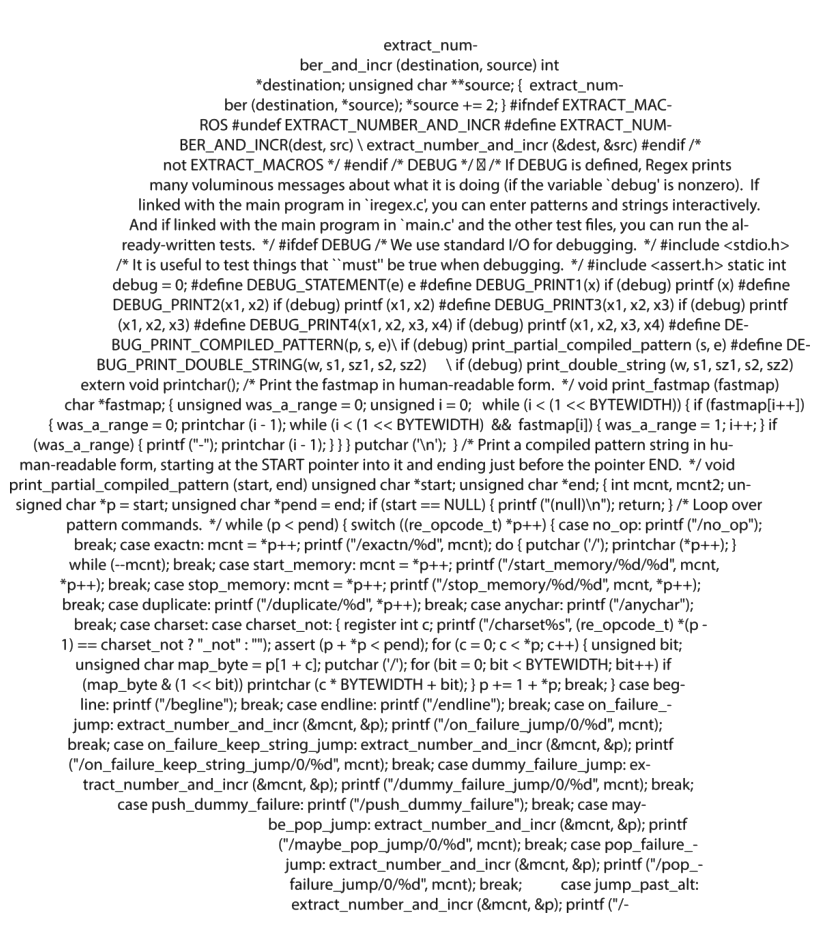 extract_num-
ber_and_incr (destination, source) int
*destination; unsigned char **source; {  extract_num-
ber (destination, *source); *source += 2; } #ifndef EXTRACT_MAC-
ROS #undef EXTRACT_NUMBER_AND_INCR #define EXTRACT_NUM-
BER_AND_INCR(dest, src) \ extract_number_and_incr (&dest, &src) #endif /*
not EXTRACT_MACROS */ #endif /* DEBUG */ /* If DEBUG is defined, Regex prints
many voluminous messages about what it is doing (if the variable `debug' is nonzero).  If
linked with the main program in `iregex.c', you can enter patterns and strings interactively.
And if linked with the main program in `main.c' and the other test files, you can run the al-
ready-written tests.  */ #ifdef DEBUG /* We use standard I/O for debugging.  */ #include <stdio.h>
/* It is useful to test things that ``must'' be true when debugging.  */ #include <assert.h> static int
debug = 0; #define DEBUG_STATEMENT(e) e #define DEBUG_PRINT1(x) if (debug) printf (x) #define
DEBUG_PRINT2(x1, x2) if (debug) printf (x1, x2) #define DEBUG_PRINT3(x1, x2, x3) if (debug) printf
(x1, x2, x3) #define DEBUG_PRINT4(x1, x2, x3, x4) if (debug) printf (x1, x2, x3, x4) #define DE-
BUG_PRINT_COMPILED_PATTERN(p, s, e)\ if (debug) print_partial_compiled_pattern (s, e) #define DE-
BUG_PRINT_DOUBLE_STRING(w, s1, sz1, s2, sz2)     \ if (debug) print_double_string (w, s1, sz1, s2, sz2)
extern void printchar(); /* Print the fastmap in human-readable form.  */ void print_fastmap (fastmap)
char *fastmap; { unsigned was_a_range = 0; unsigned i = 0;   while (i < (1 << BYTEWIDTH)) { if (fastmap[i++])
{ was_a_range = 0; printchar (i - 1); while (i < (1 << BYTEWIDTH)  &&  fastmap[i]) { was_a_range = 1; i++; } if
(was_a_range) { printf ("-"); printchar (i - 1); } } } putchar ('\n');  } /* Print a compiled pattern string in hu-
man-readable form, starting at the START pointer into it and ending just before the pointer END.  */ void
print_partial_compiled_pattern (start, end) unsigned char *start; unsigned char *end; { int mcnt, mcnt2; un-
signed char *p = start; unsigned char *pend = end; if (start == NULL) { printf ("(null)\n"); return; } /* Loop over
pattern commands.  */ while (p < pend) { switch ((re_opcode_t) *p++) { case no_op: printf ("/no_op");
break; case exactn: mcnt = *p++; printf ("/exactn/%d", mcnt); do { putchar ('/'); printchar (*p++); }
while (--mcnt); break; case start_memory: mcnt = *p++; printf ("/start_memory/%d/%d", mcnt,
*p++); break; case stop_memory: mcnt = *p++; printf ("/stop_memory/%d/%d", mcnt, *p++);
break; case duplicate: printf ("/duplicate/%d", *p++); break; case anychar: printf ("/anychar");
break; case charset: case charset_not: { register int c; printf ("/charset%s", (re_opcode_t) *(p -
1) == charset_not ? "_not" : ""); assert (p + *p < pend); for (c = 0; c < *p; c++) { unsigned bit;
unsigned char map_byte = p[1 + c]; putchar ('/'); for (bit = 0; bit < BYTEWIDTH; bit++) if
(map_byte & (1 << bit)) printchar (c * BYTEWIDTH + bit); } p += 1 + *p; break; } case beg-
line: printf ("/begline"); break; case endline: printf ("/endline"); break; case on_failure_-
jump: extract_number_and_incr (&mcnt, &p); printf ("/on_failure_jump/0/%d", mcnt);
break; case on_failure_keep_string_jump: extract_number_and_incr (&mcnt, &p); printf
("/on_failure_keep_string_jump/0/%d", mcnt); break; case dummy_failure_jump: ex-
tract_number_and_incr (&mcnt, &p); printf ("/dummy_failure_jump/0/%d", mcnt); break;
case push_dummy_failure: printf ("/push_dummy_failure"); break; case may-
be_pop_jump: extract_number_and_incr (&mcnt, &p); printf
("/maybe_pop_jump/0/%d", mcnt); break; case pop_failure_-
jump: extract_number_and_incr (&mcnt, &p); printf ("/pop_-
failure_jump/0/%d", mcnt); break;         case jump_past_alt:
extract_number_and_incr (&mcnt, &p); printf ("/-